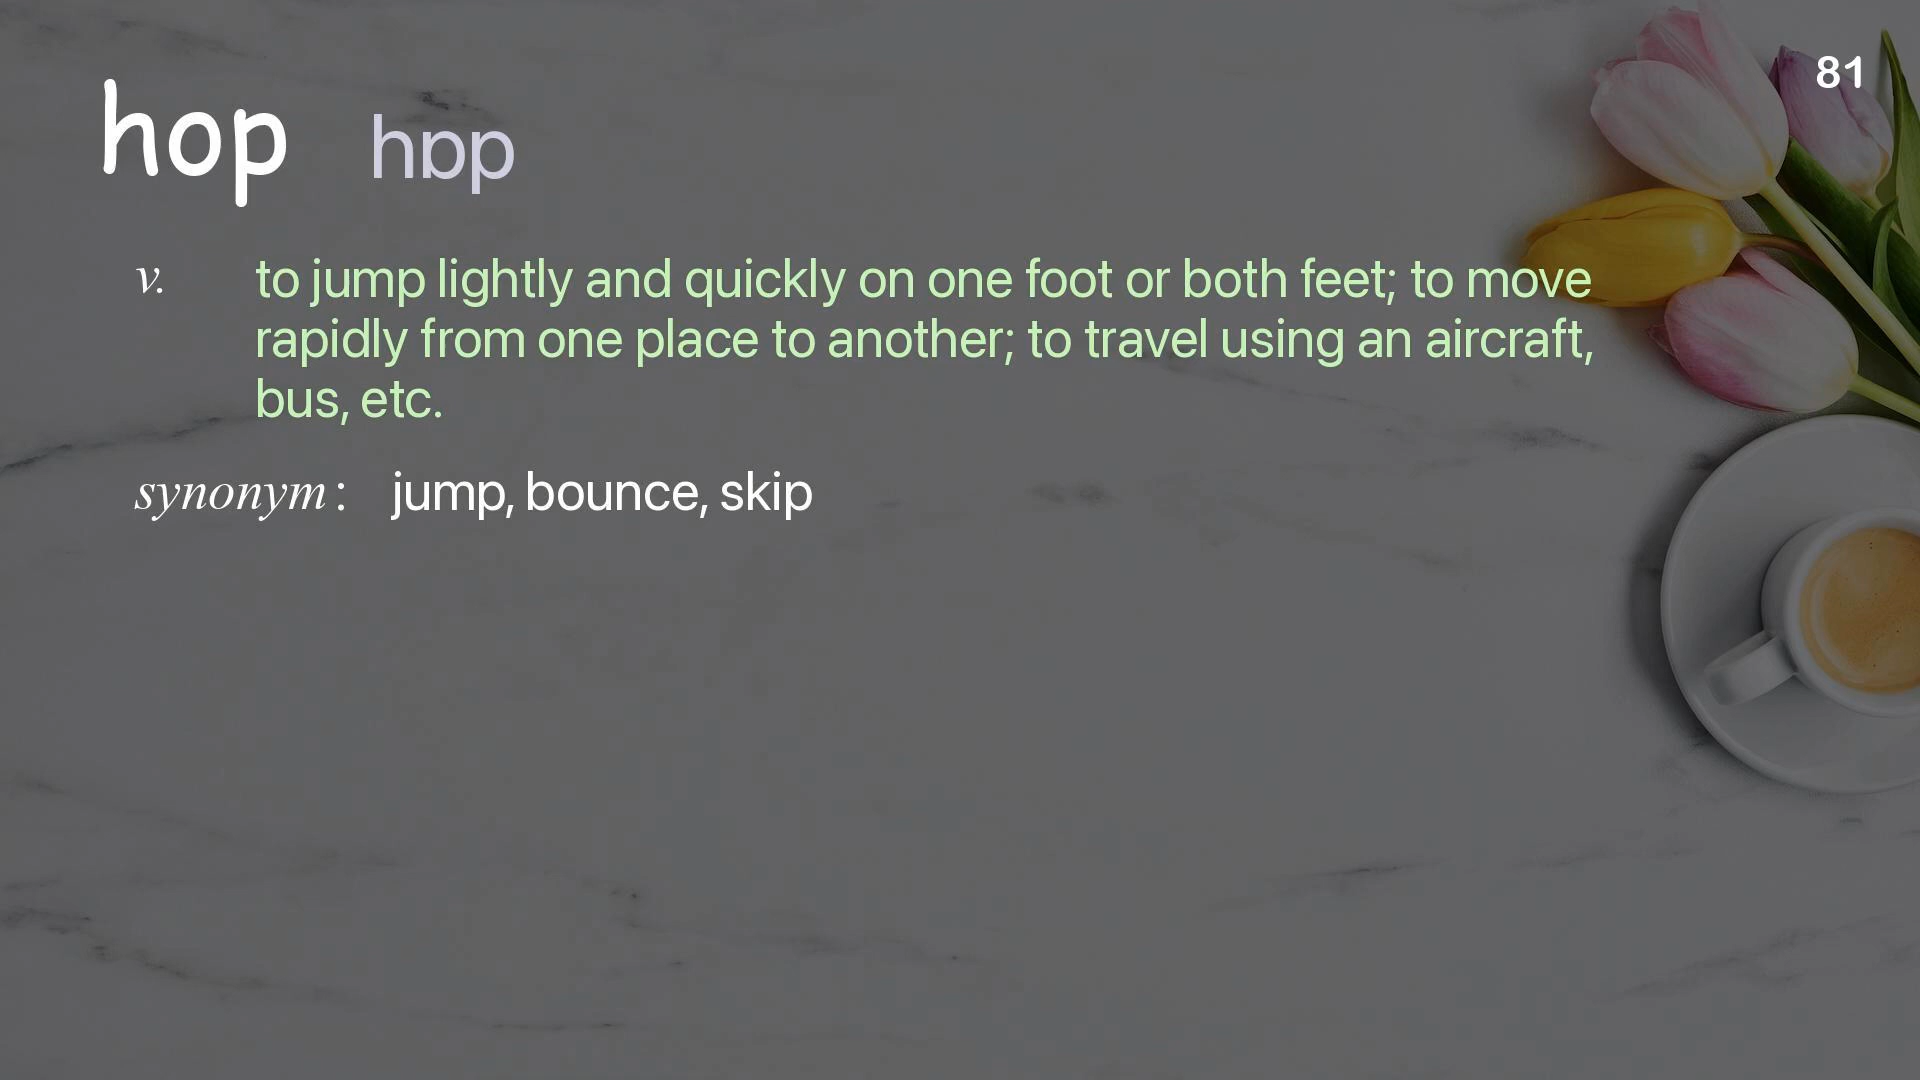 81
hop hɒp
v. to jump lightly and quickly on one foot or both feet; to move
rapidly from one place to another; to travel using an aircraft,
bus, etc.
synonym : jump, bounce, skip